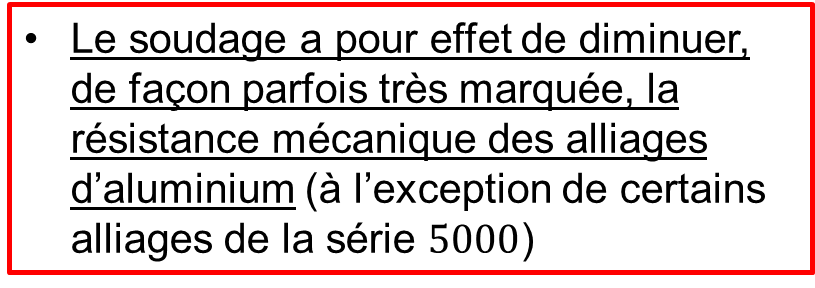 • Le soudage a pour effet de diminuer,
de façon parfois très marquée, la
résistance mécanique des alliages
d’aluminium (à l’exception de certains
alliages de la série 5000)